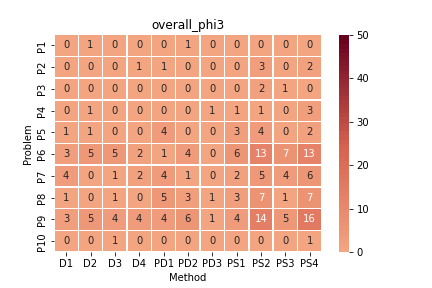 overall_phi3
P1 0 1 0 0 0 1 0 0 0 0 0
P2 0 0 0 1 1 0 0 0 3 0 2
P3 0 0 0 0 0 0 0 0 2 1 0
P4 0 1 0 0 0 0 1 1 1 0 3
P5 1 1 0 0 4 0 0 3 4 0 2
P6 3 5 5 2 1 4 0 6 13 7 13
P7 4 0 1 2 4 1 0 2 5 4 6
P8 1 0 1 0 5 3 1 3 7 1 7
P9 3 5 4 4 4 6 1 4 14 5 16
P10 0 0 1 0 0 0 0 0 0 0 1
D1 D2 D3 D4 PD1 PD2 PD3 PS1 PS2 PS3 PS4
Method
Problem
50
40
30
20
10
0